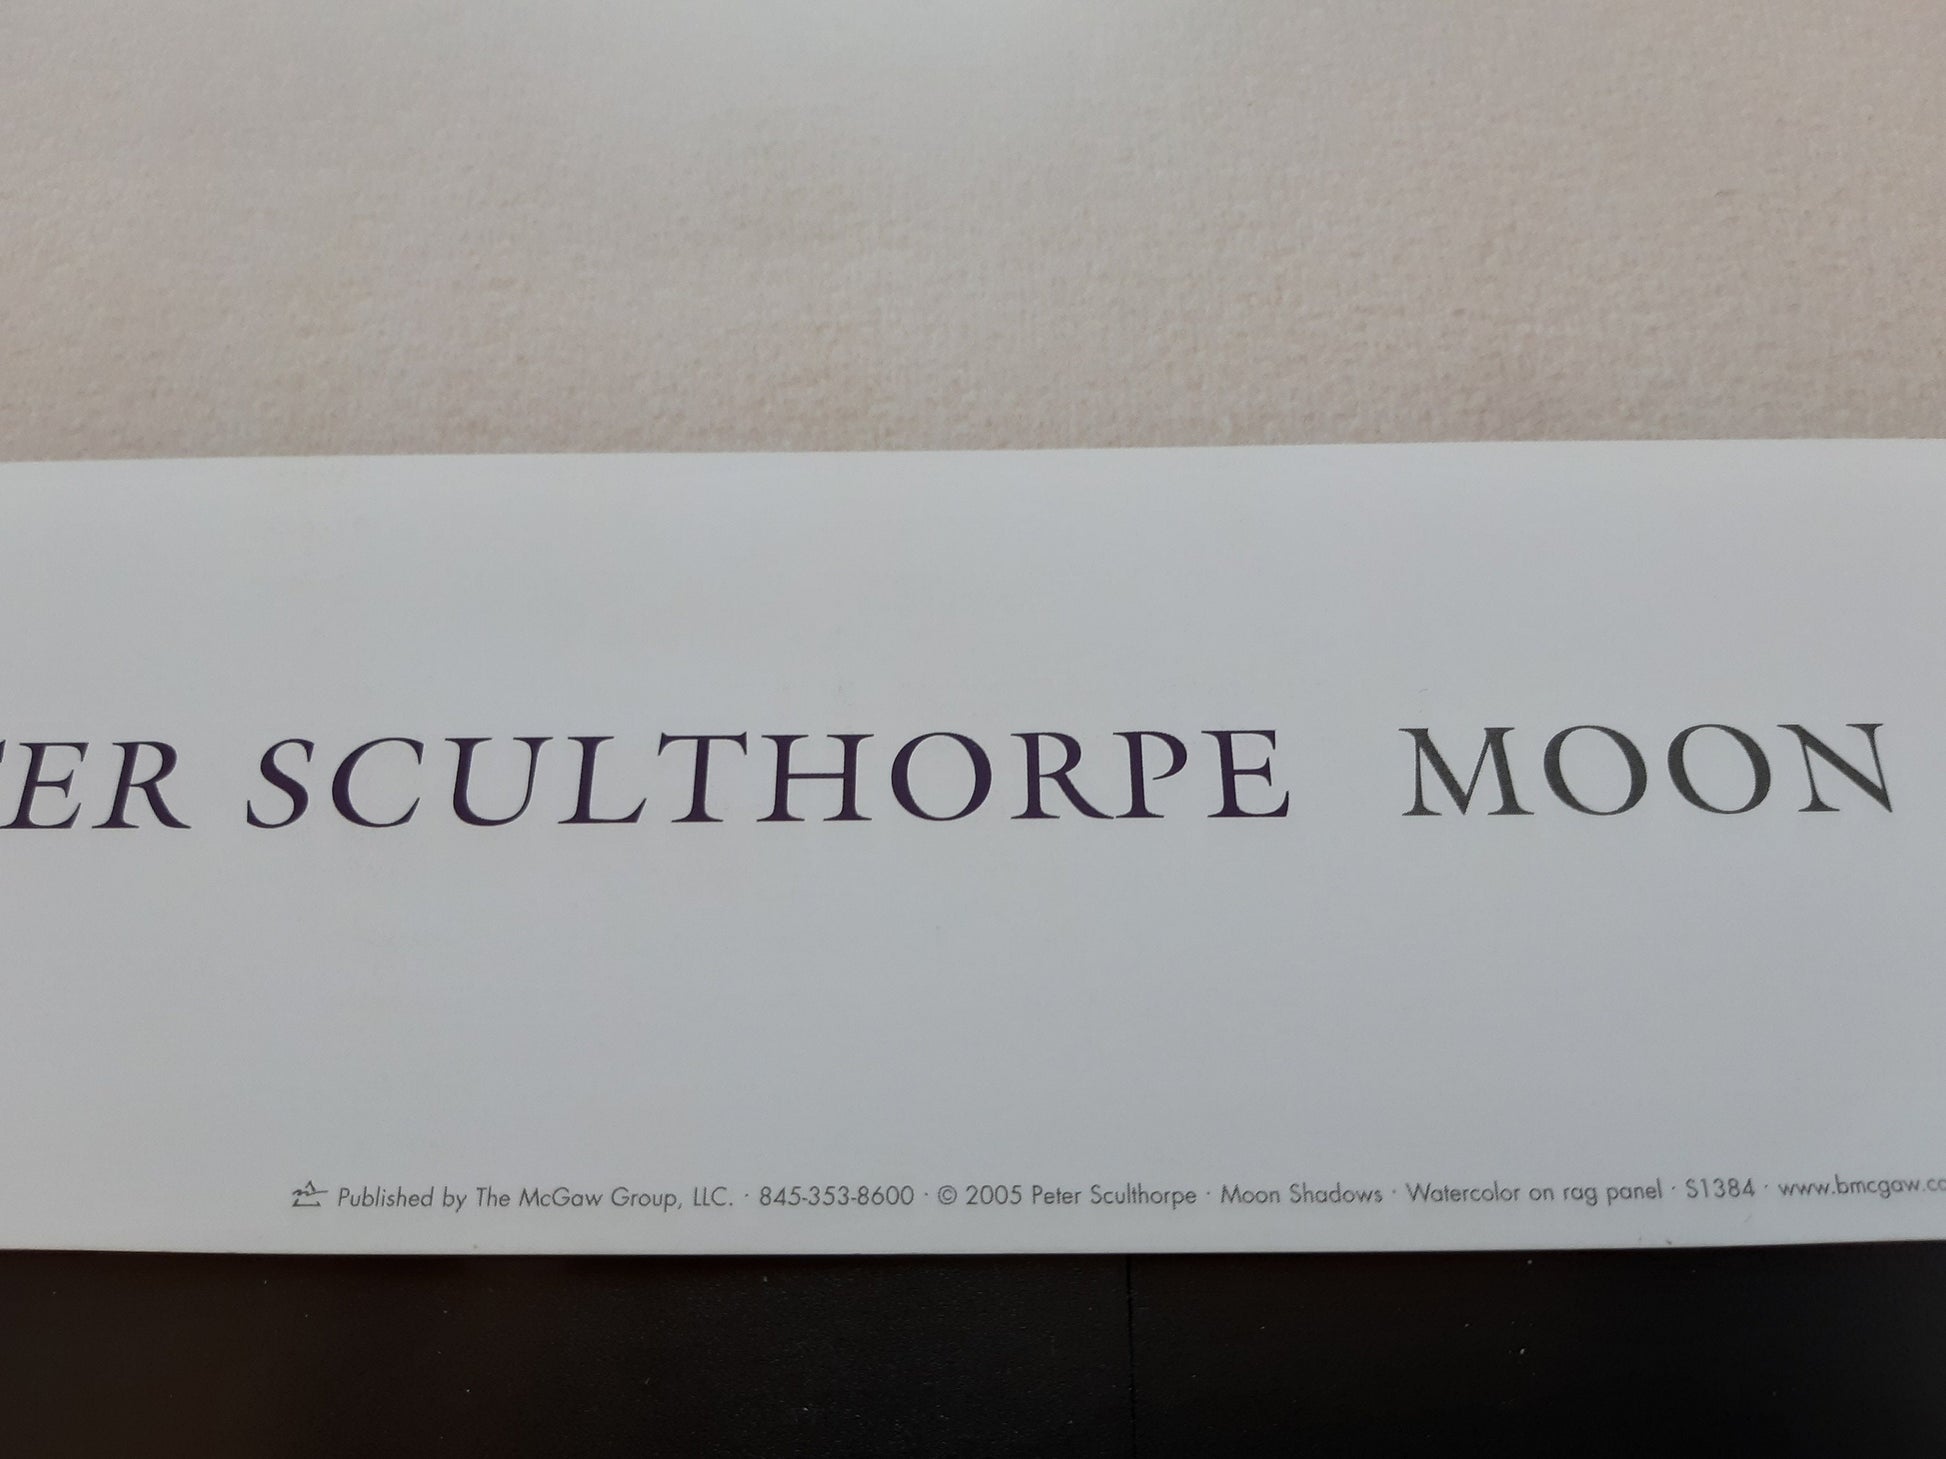 ER SCULTHORPE MOON
Published by The McGaw Group, LLC. · 845-353-8600 · © 2005 Peter Sculthorpe · Moon Shadows · Watercolor on rag panel · S1384 · www.bmcgaw.co